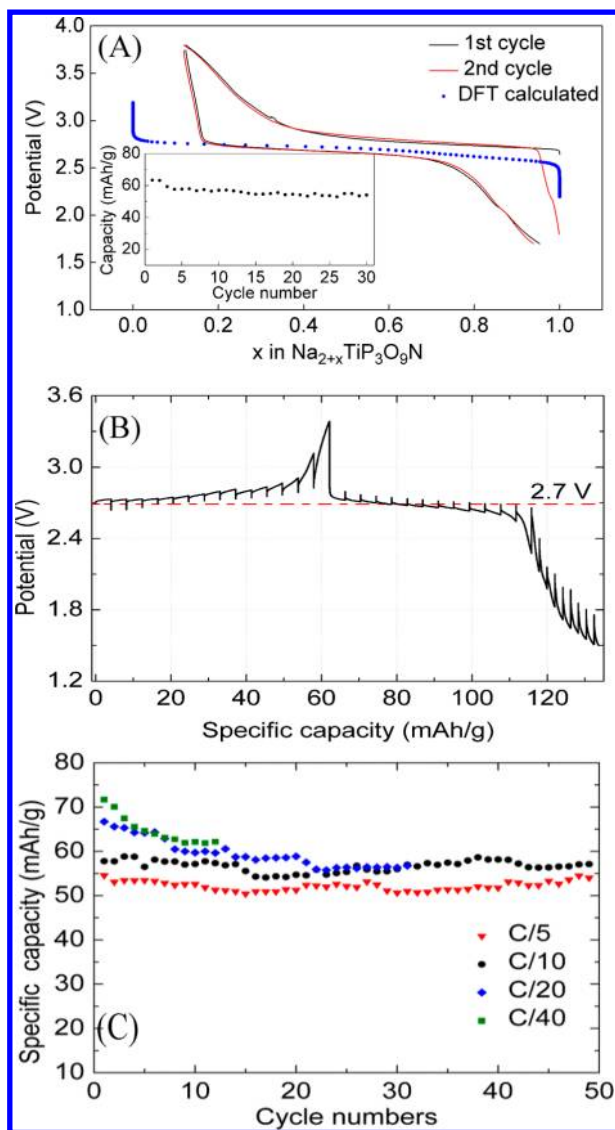 (A)
1st cycle
2nd cycle
DFT calculated
4.0
3.5
3.0
2.5
2.0
1.5
1.0
Potential (V)
80
60
40
20
Capacity (mAh/g)
0 5 10 15 20 25 30
Cycle number
0.0 0.2 0.4 0.6 0.8 1.0
x in Na2+xTiP3O9N
(B)
3.6
3.0
2.4
1.8
1.2
Potential (V)
2.7 V
0 20 40 60 80 100 120
Specific capacity (mAh/g)
80
70
60
50
40
30
20
10
Specific capacity (mAh/g)
C/5
C/10
C/20
C/40
(C)
0 10 20 30 40 50
Cycle numbers